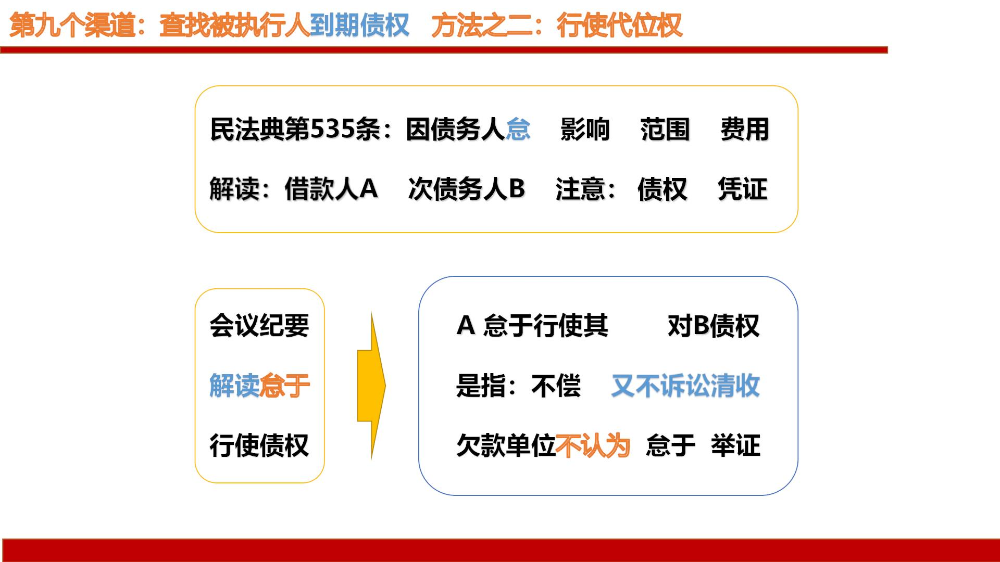 第九个渠道：查找被执行人到期债权 方法之二：行使代位权
民法典第535条：因债务人怠 影响 范围 费用
解读：借款人A 次债务人B 注意： 债权 凭证
会议纪要
解读怠于
行使债权
A 怠于行使其 对B债权
是指：不偿 又不诉讼清收
欠款单位不认为 怠于 举证